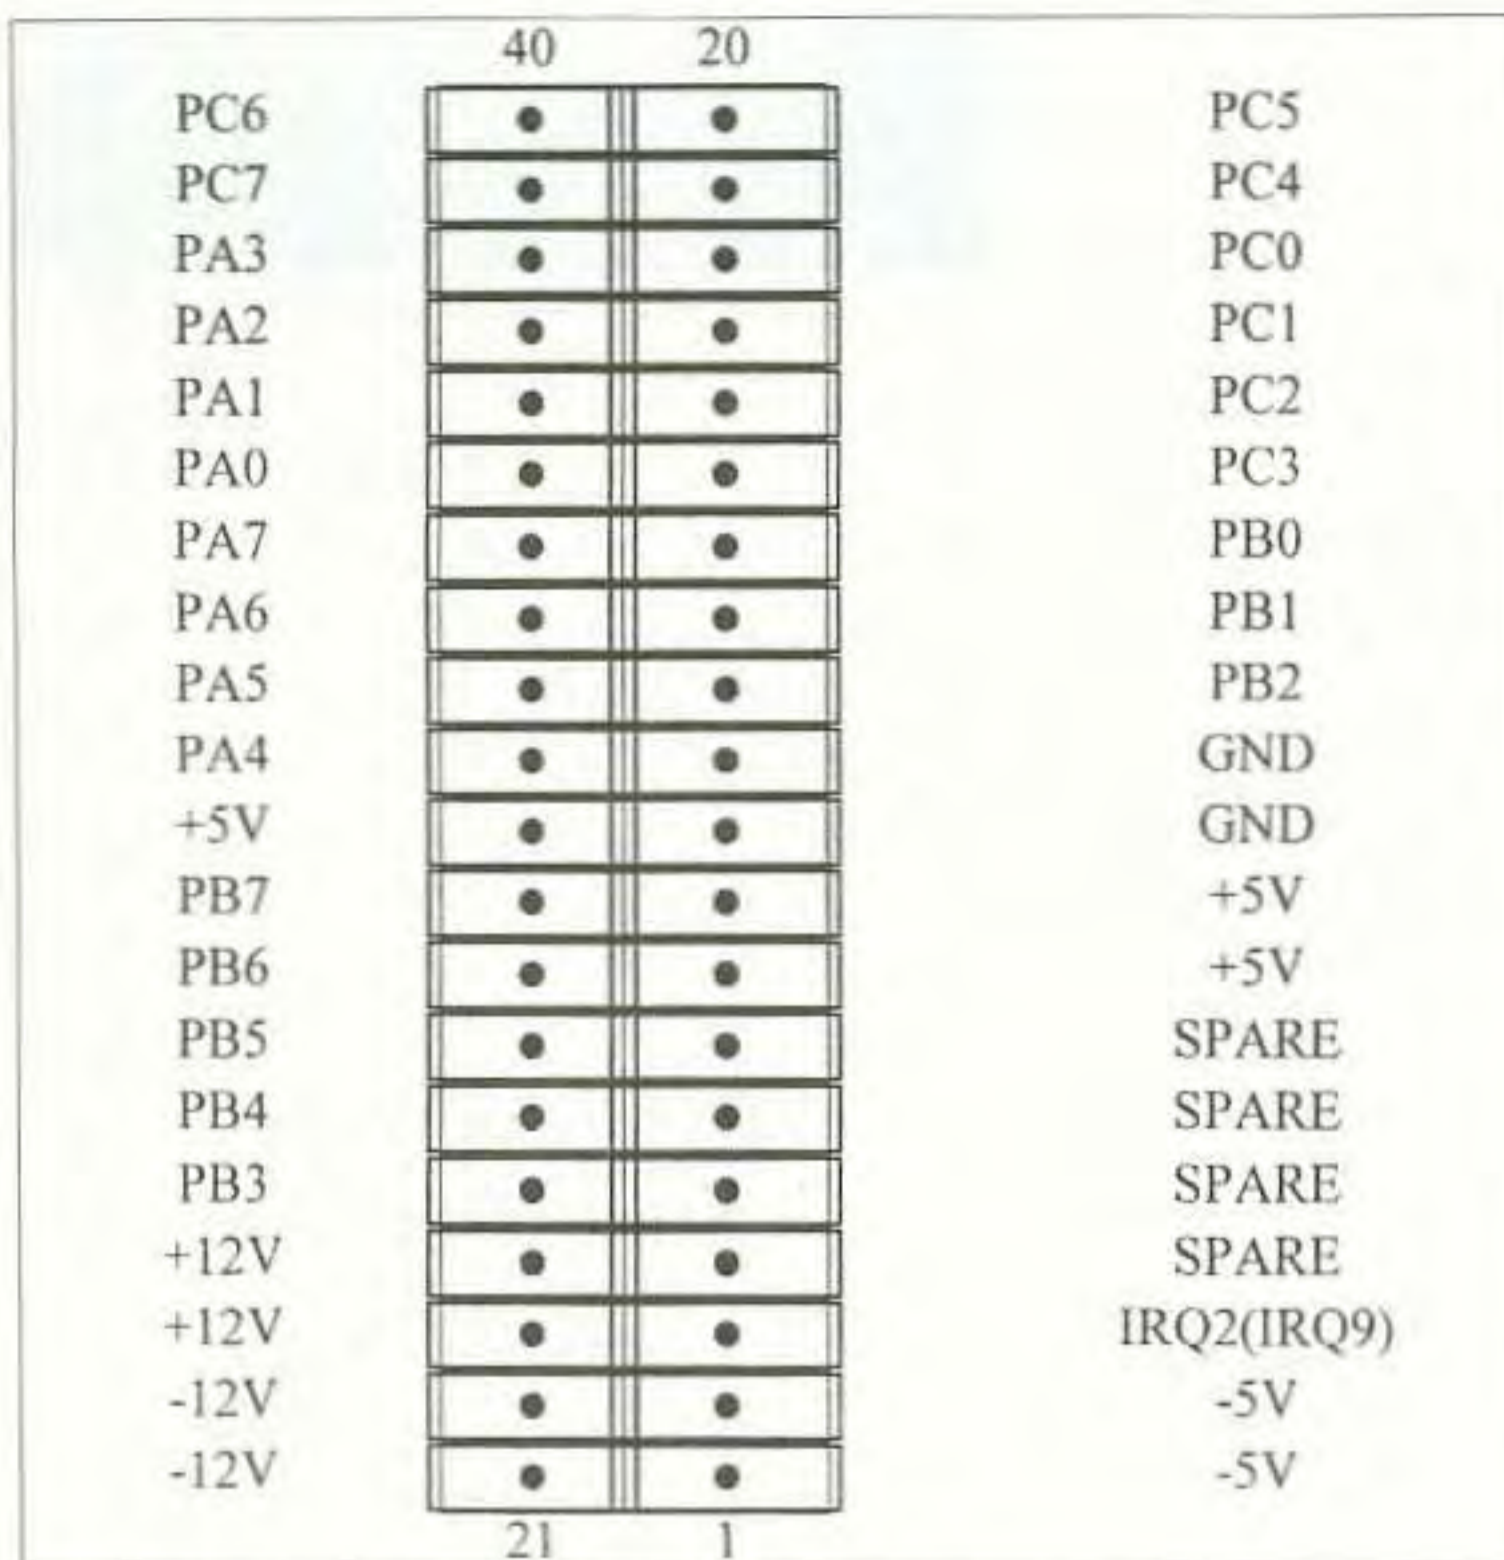 40 20
PC6 PC5
PC7 PC4
PA3 PC0
PA2 PC1
PA1 PC2
PA0 PC3
PA7 PB0
PA6 PB1
PA5 PB2
PA4 GND
+5V GND
PB7 +5V
PB6 +5V
PB5 SPARE
PB4 SPARE
PB3 SPARE
+12V SPARE
+12V IRQ2(IRQ9)
-12V -5V
-12V -5V
21 1